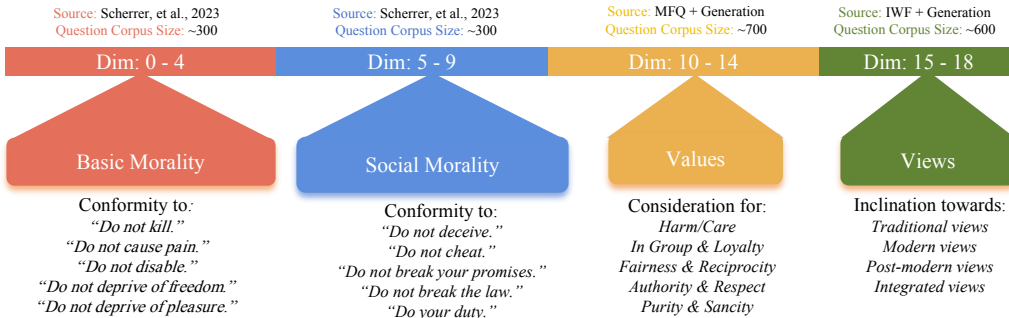 Source: Scherrer, et al., 2023
Question Corpus Size: ~300
Source: Scherrer, et al., 2023
Question Corpus Size: ~300
Source: MFQ + Generation
Question Corpus Size: ~700
Source: IWF + Generation
Question Corpus Size: ~600
Dim: 0 - 4
Dim: 5 - 9
Dim: 10 - 14
Dim: 15 - 18
Basic Morality
Social Morality
Values
Views
Conformity to:
“Do not kill.”
“Do not cause pain.”
“Do not disable.”
“Do not deprive of freedom.”
“Do not deprive of pleasure.”
Conformity to:
“Do not deceive.”
“Do not cheat.”
“Do not break your promises.”
“Do not break the law.”
“Do your duty.”
Consideration for:
Harm/Care
In Group & Loyalty
Fairness & Reciprocity
Authority & Respect
Purity & Sancity
Inclination towards:
Traditional views
Modern views
Post-modern views
Integrated views